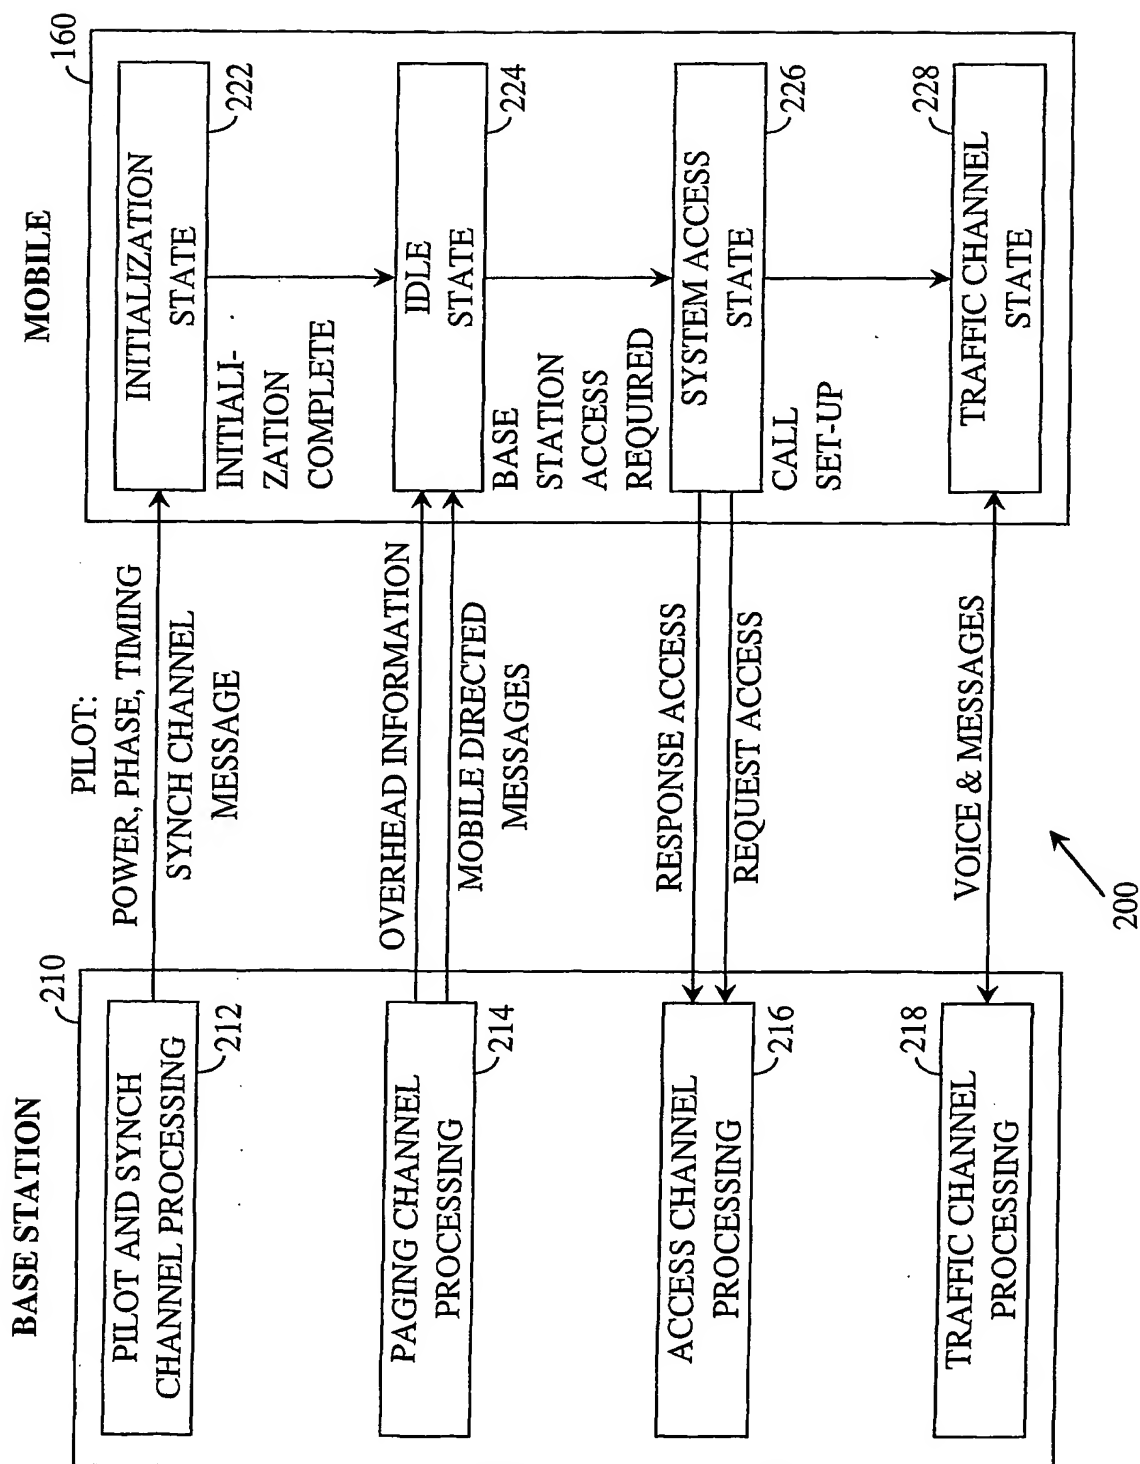 BASE STATION
MOBILE
210
160
PILOT AND SYNCH
CHANNEL PROCESSING
212
PILOT:
POWER, PHASE, TIMING
SYNCH CHANNEL
MESSAGE
INITIALIZATION
STATE
222
INITIALI-
ZATION
COMPLETE
PAGING CHANNEL
PROCESSING
214
OVERHEAD INFORMATION
MOBILE DIRECTED
MESSAGES
IDLE
STATE
224
BASE
STATION
ACCESS
REQUIRED
ACCESS CHANNEL
PROCESSING
216
RESPONSE ACCESS
REQUEST ACCESS
SYSTEM ACCESS
STATE
226
CALL
SET-UP
TRAFFIC CHANNEL
PROCESSING
218
VOICE & MESSAGES
TRAFFIC CHANNEL
STATE
228
200